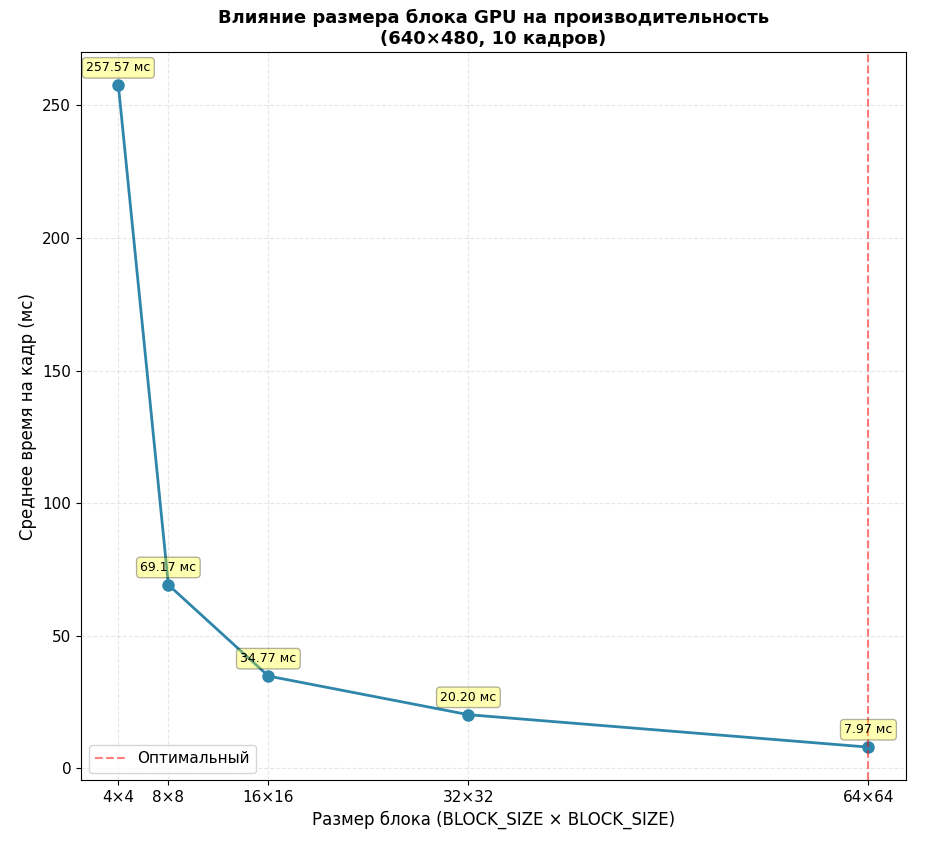 Влияние размера блока GPU на производительность
(640×480, 10 кадров)
257.57 мс
69.17 мс
34.77 мс
20.20 мс
7.97 мс
Среднее время на кадр (мс)
250
200
150
100
50
0
Оптимальный
4×4 8×8 16×16 32×32 64×64
Размер блока (BLOCK_SIZE × BLOCK_SIZE)